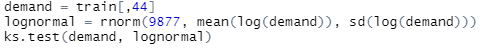 demand = train[,44]
lognormal = rnorm(9877, mean(log(demand)), sd(log(demand)))
ks.test(demand, lognormal)